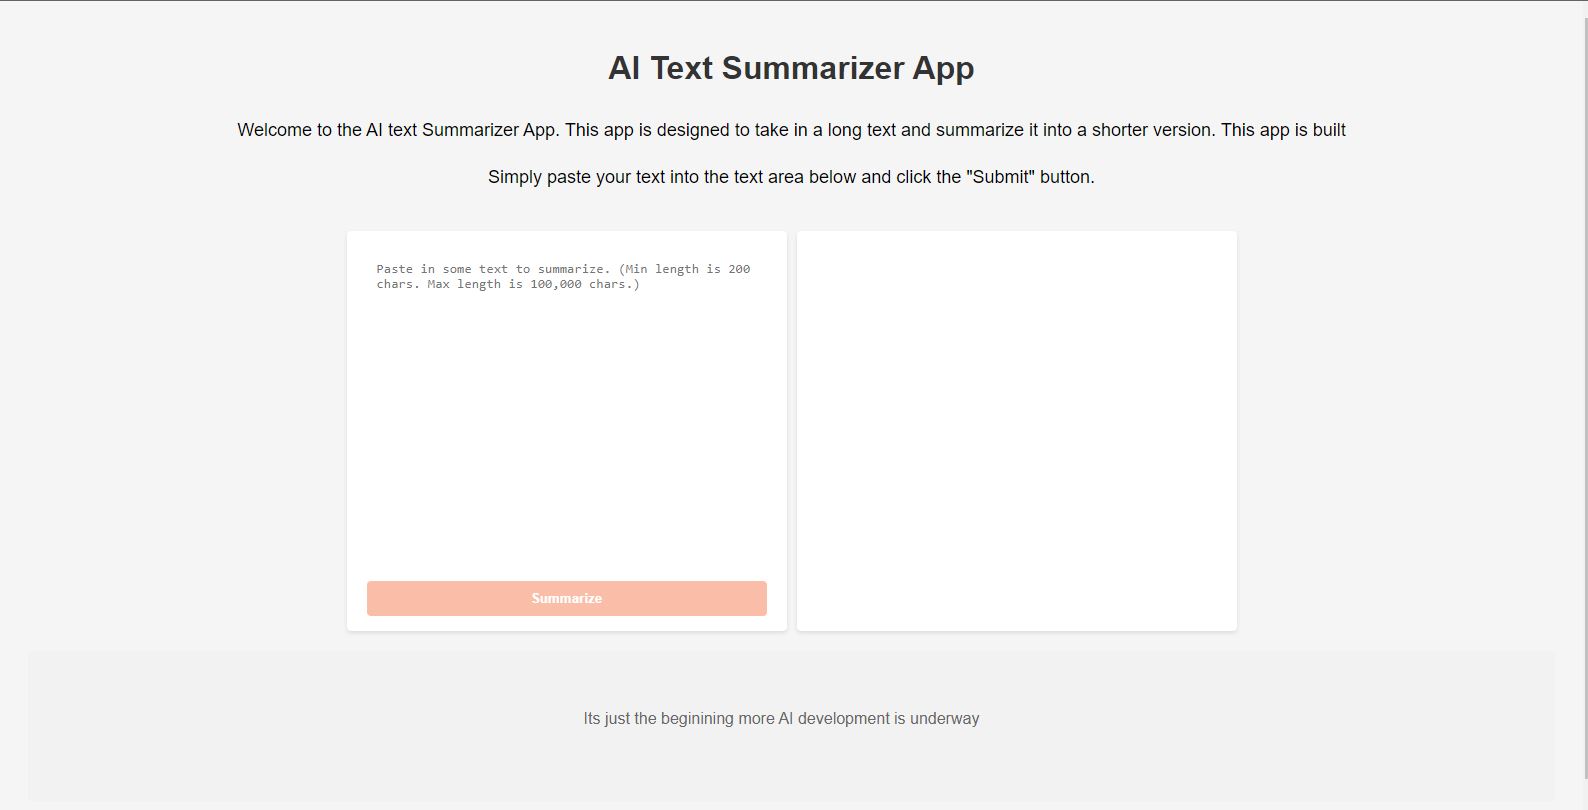 AI Text Summarizer App
Welcome to the AI text Summarizer App. This app is designed to take in a long text and summarize it into a shorter version. This app is built
Simply paste your text into the text area below and click the "Submit" button.
Paste in some text to summarize. (Min length is 200
chars. Max length is 100,000 chars.)
Summarize
Its just the beginining more AI development is underway